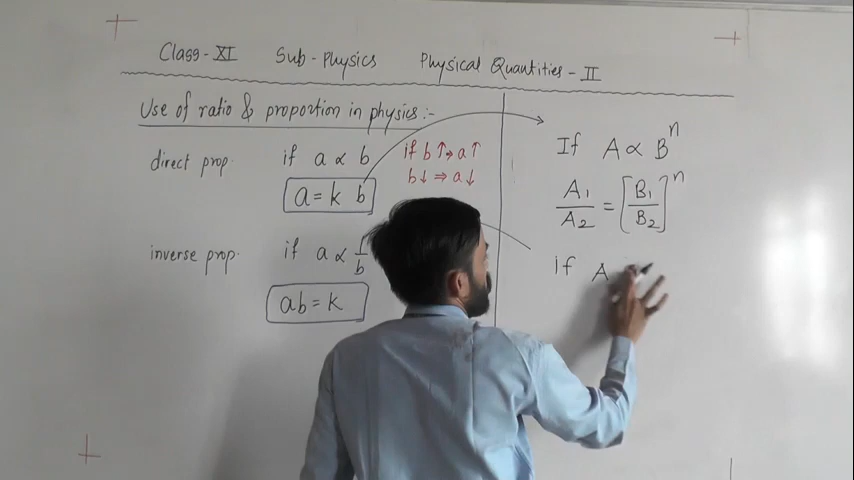 Class-XI Sub-Physics Physical Quantities-II
Use of ratio & proportion in physics:-
direct prop. if a ∝ b if b ↑ → a ↑
a = k b b↓ ⇒ a↓
inverse prop. if a ∝ 1/b
ab = k
If A ∝ Bⁿ
A₁/A₂ = [B₁/B₂]ⁿ
if A